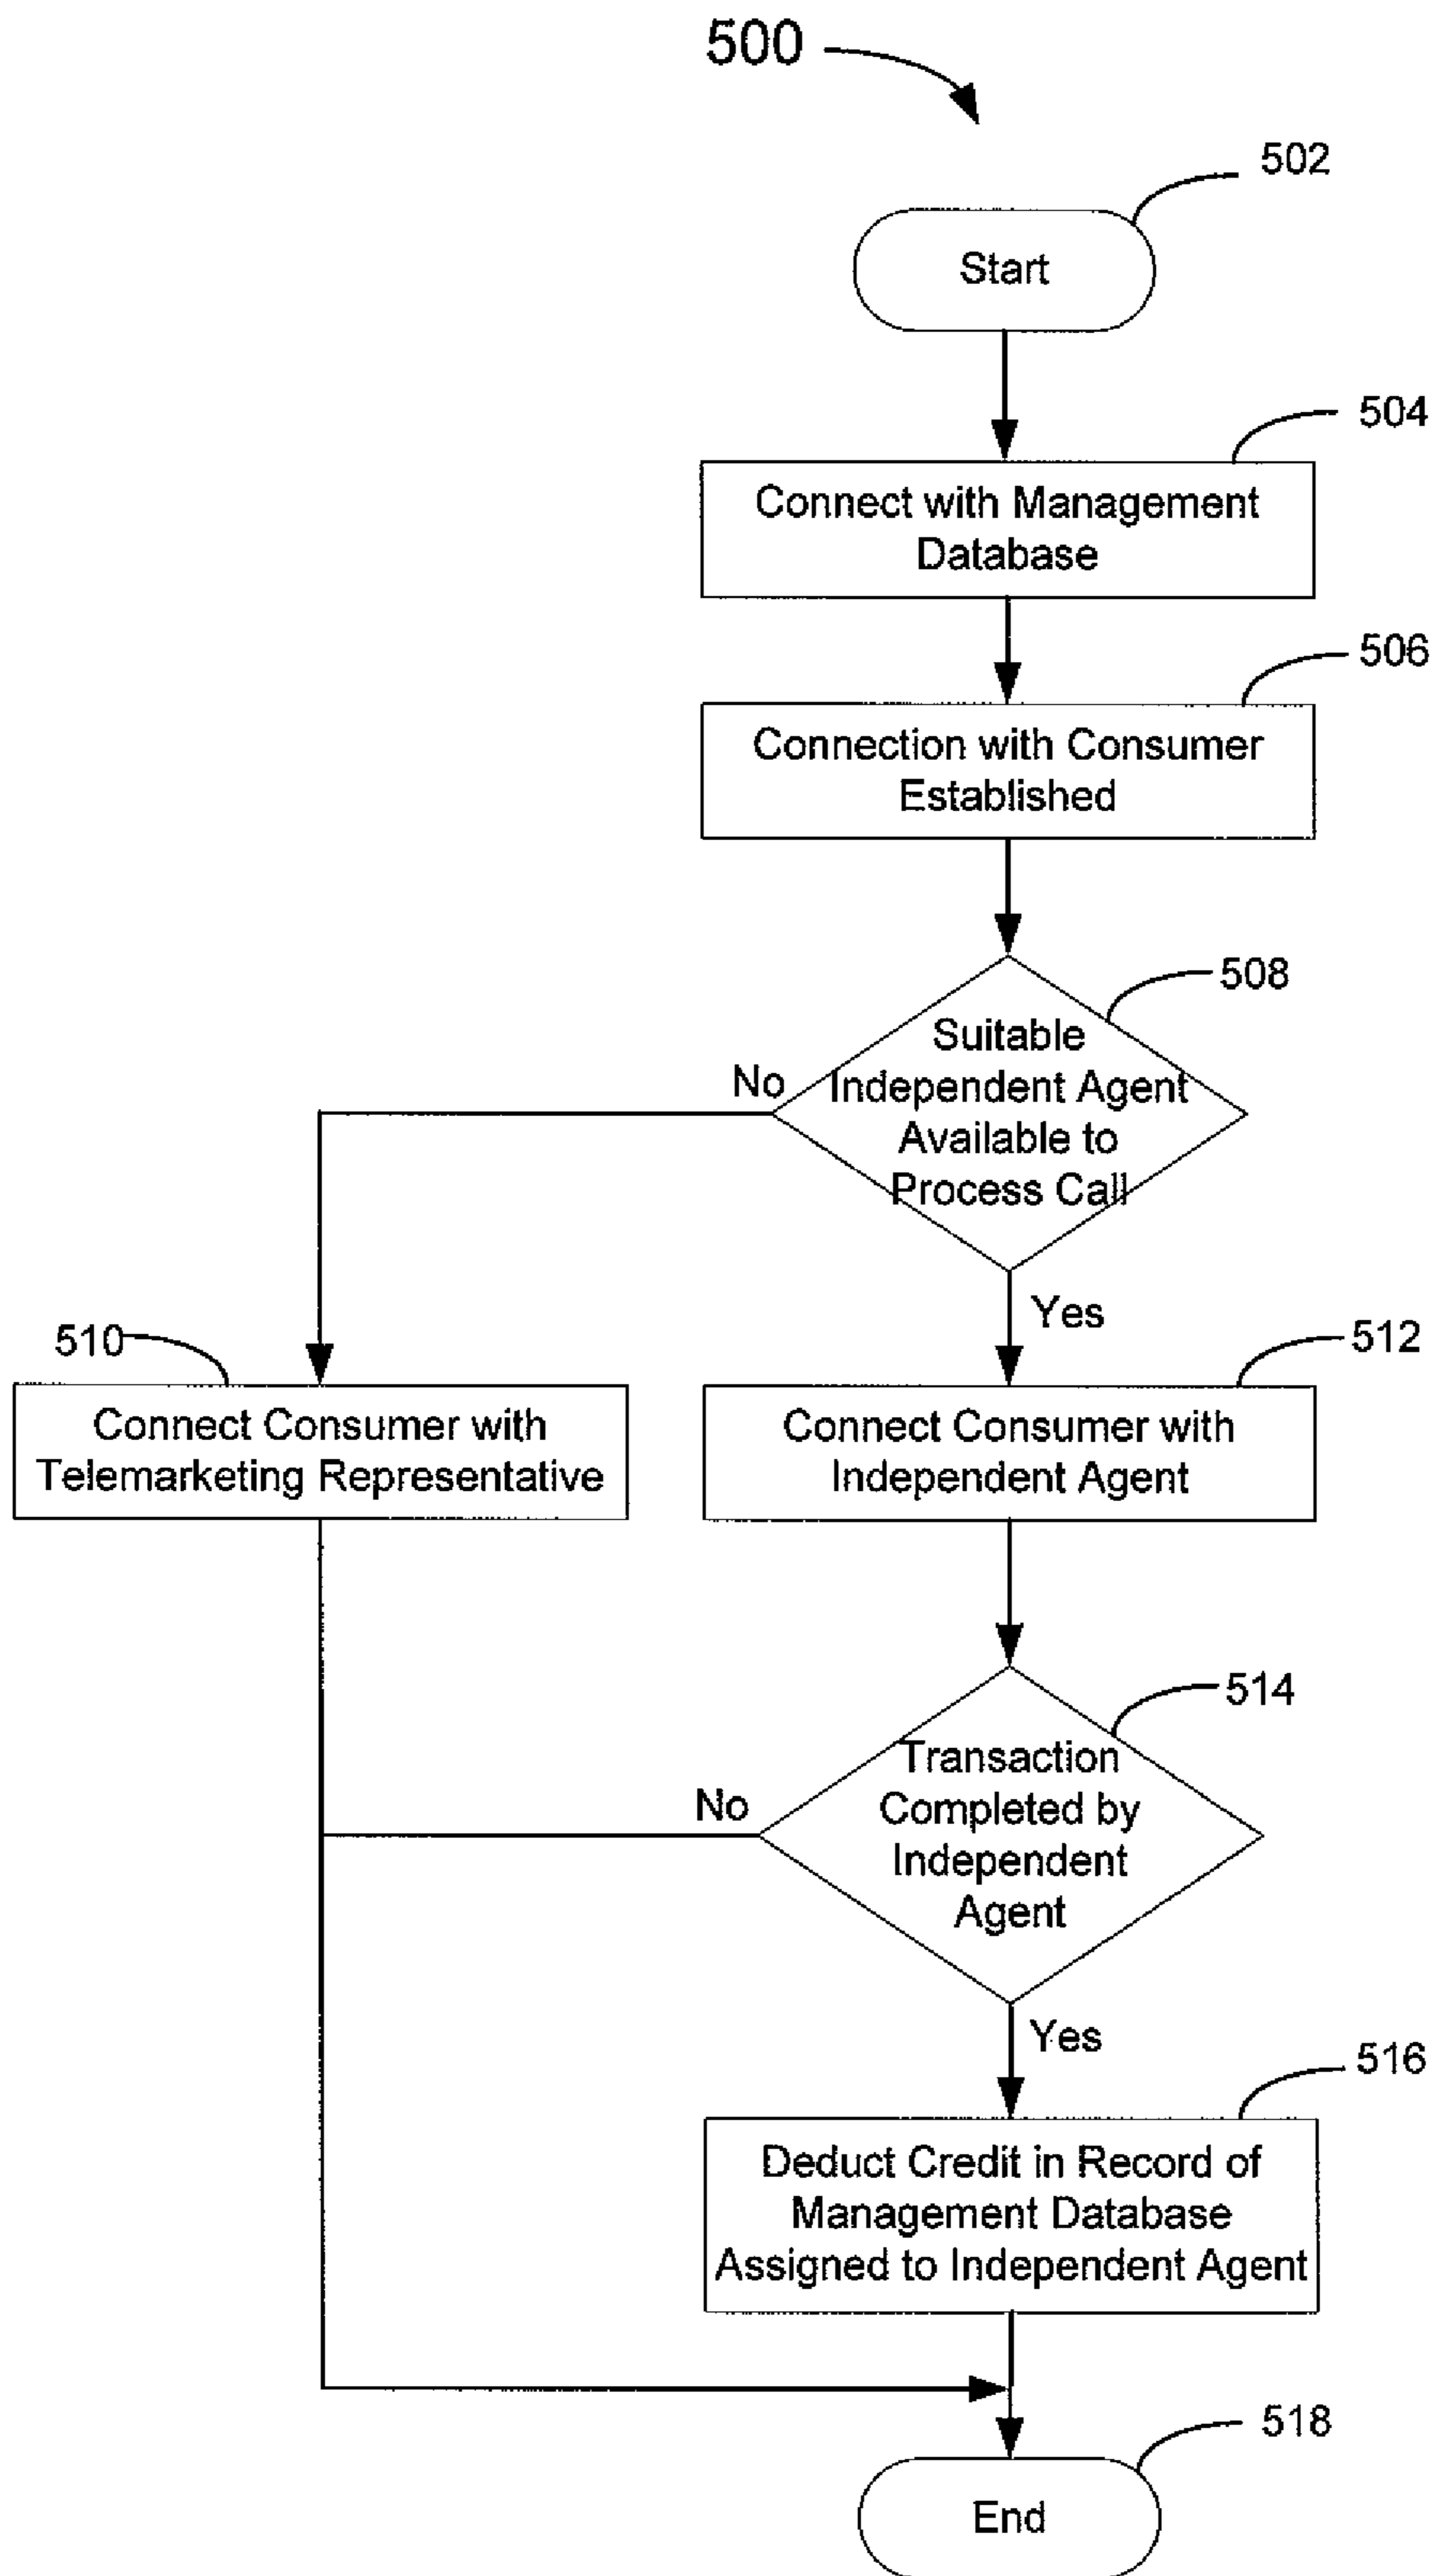 500
502
Start
504
Connect with Management
Database
506
Connection with Consumer
Established
508
Suitable
Independent Agent
Available to
Process Call
No
Yes
510
Connect Consumer with
Telemarketing Representative
512
Connect Consumer with
Independent Agent
514
Transaction
Completed by
Independent
Agent
No
Yes
516
Deduct Credit in Record of
Management Database
Assigned to Independent Agent
518
End